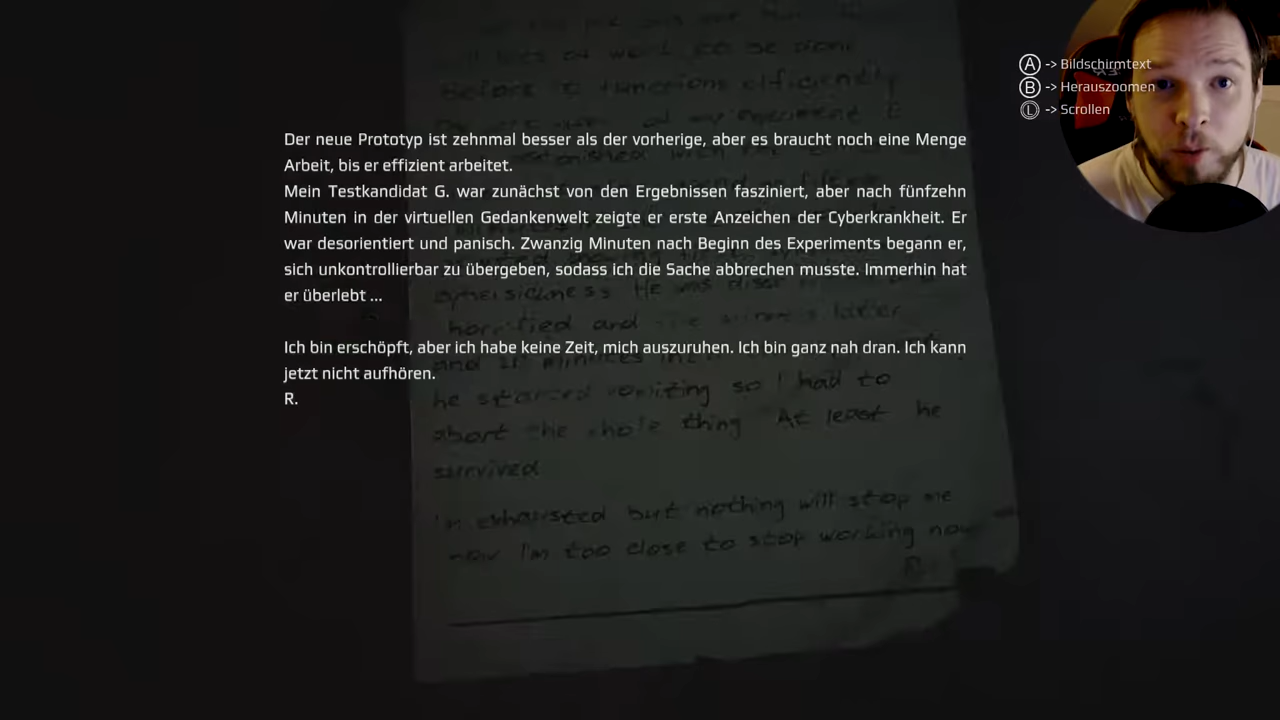 A -> Bildschirmtext
B -> Herauszoomen
L -> Scrollen
Der neue Prototyp ist zehnmal besser als der vorherige, aber es braucht noch eine Menge
Arbeit, bis er effizient arbeitet.
Mein Testkandidat G. war zunächst von den Ergebnissen fasziniert, aber nach fünfzehn
Minuten in der virtuellen Gedankenwelt zeigte er erste Anzeichen der Cyberkrankheit. Er
war desorientiert und panisch. Zwanzig Minuten nach Beginn des Experiments begann er,
sich unkontrollierbar zu übergeben, sodass ich die Sache abbrechen musste. Immerhin hat
er überlebt ...
Ich bin erschöpft, aber ich habe keine Zeit, mich auszuruhen. Ich bin ganz nah dran. Ich kann
jetzt nicht aufhören.
R.
before it functions efficiently
horrified and
he started vomiting so I had to
abort the whole thing At least he
survived
I'm exhausted but nothing will stop me
now I'm too close to stop working now
R.